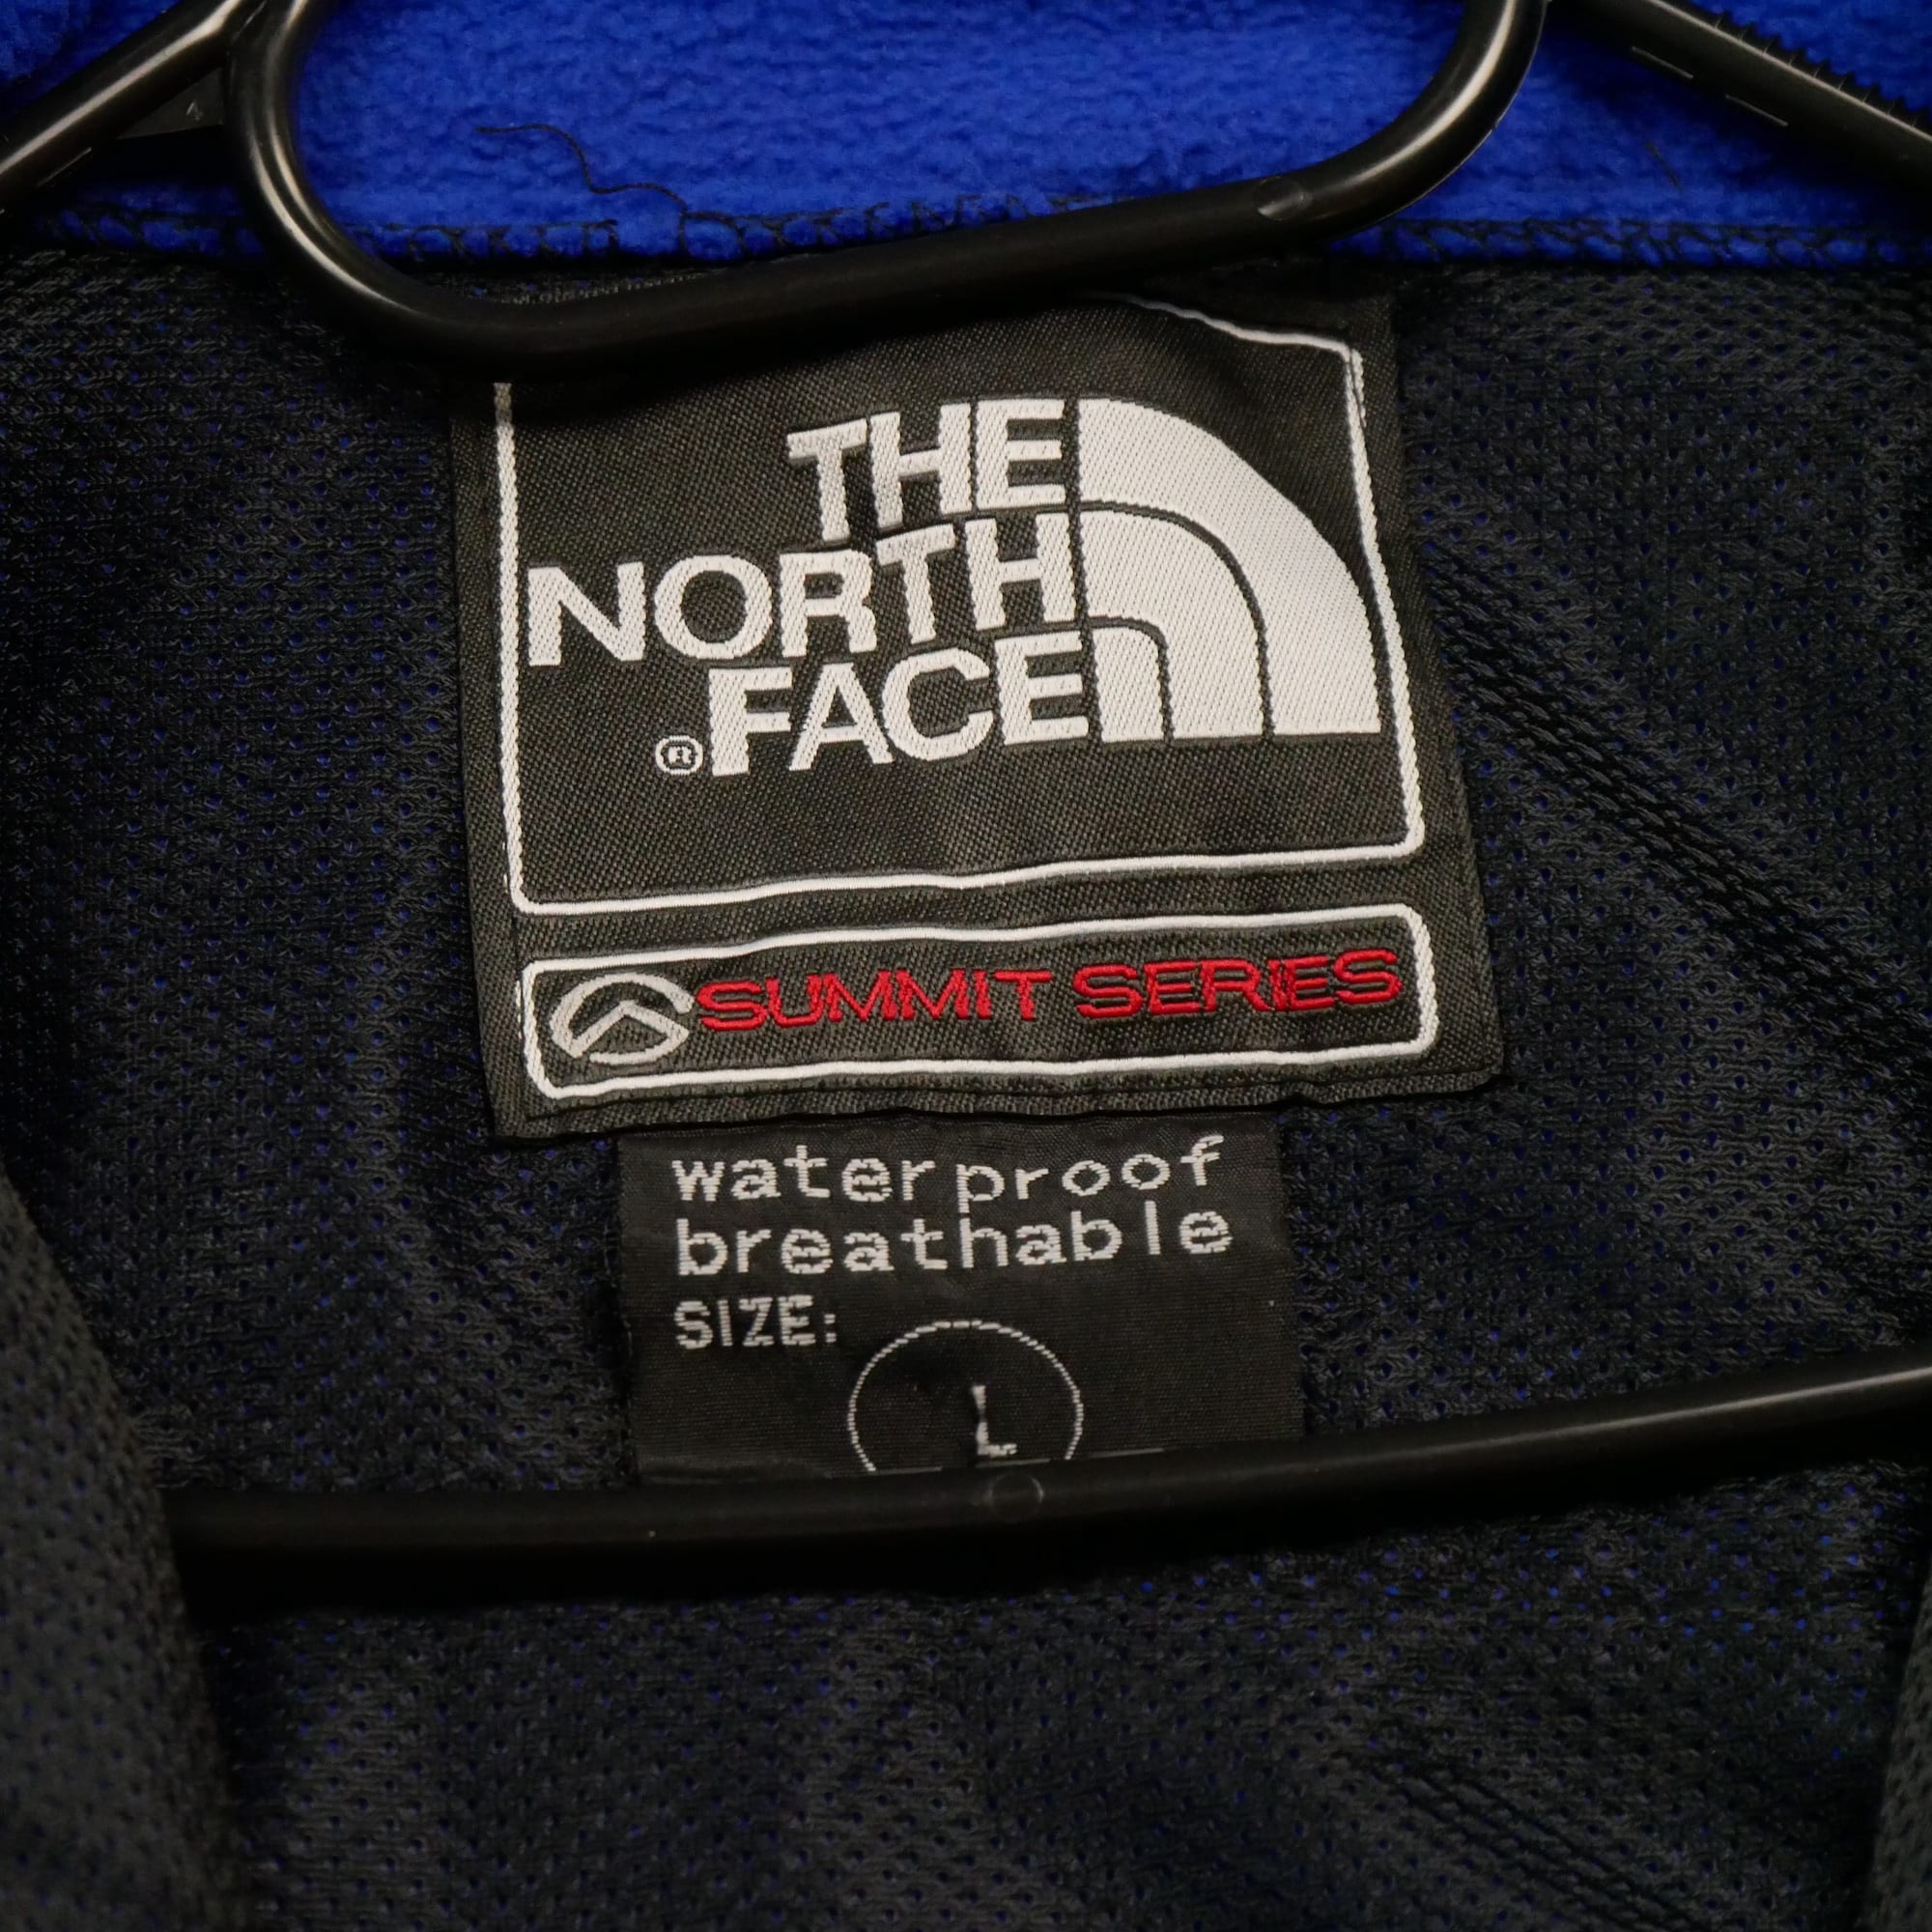 THE
NORTH
FACE
®
SUMMIT SERIES
waterproof
breathable
SIZE:
L